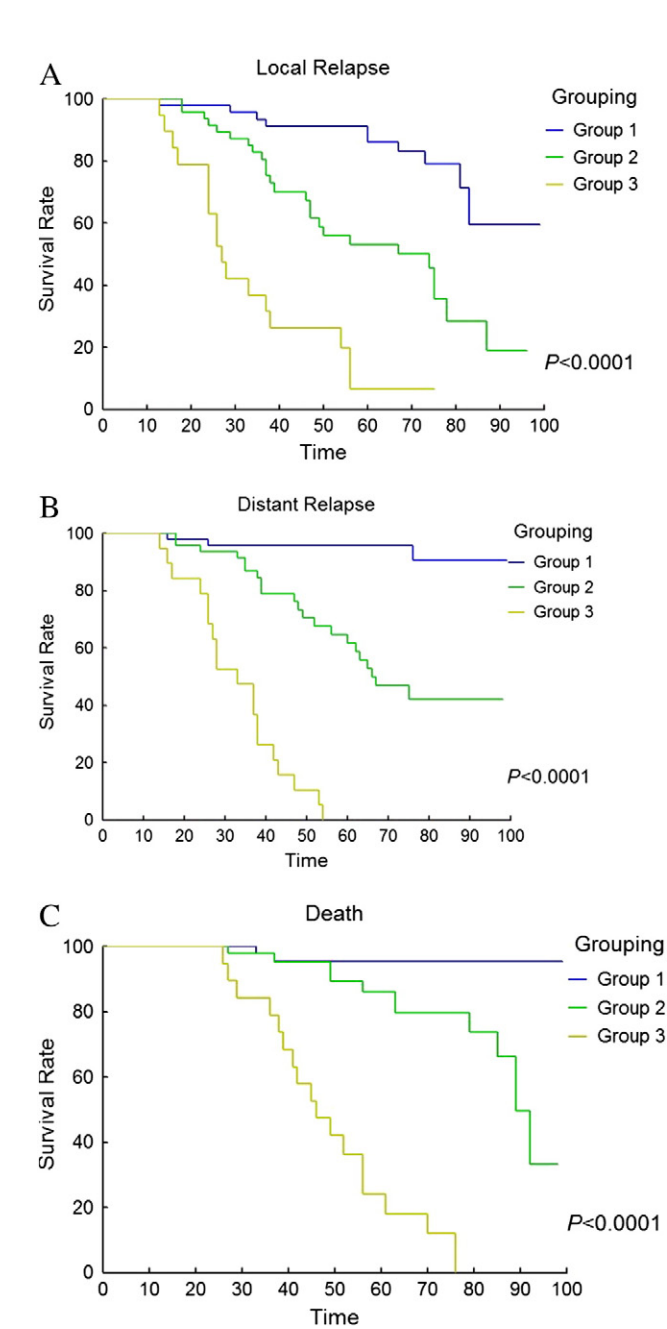 A
Local Relapse
Grouping
Group 1
Group 2
Group 3
100
80
60
40
20
0
Survival Rate
P<0.0001
0 10 20 30 40 50 60 70 80 90 100
Time
B
Distant Relapse
Grouping
Group 1
Group 2
Group 3
100
80
60
40
20
0
Survival Rate
P<0.0001
0 10 20 30 40 50 60 70 80 90 100
Time
C
Death
Grouping
Group 1
Group 2
Group 3
100
80
60
40
20
0
Survival Rate
P<0.0001
0 10 20 30 40 50 60 70 80 90 100
Time